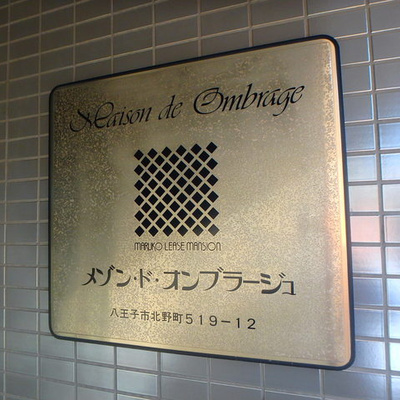 Maison de Ombrage
MARUKO LEASE MANSION
メゾン・ド・オンブラージュ
八王子市北野町519-12